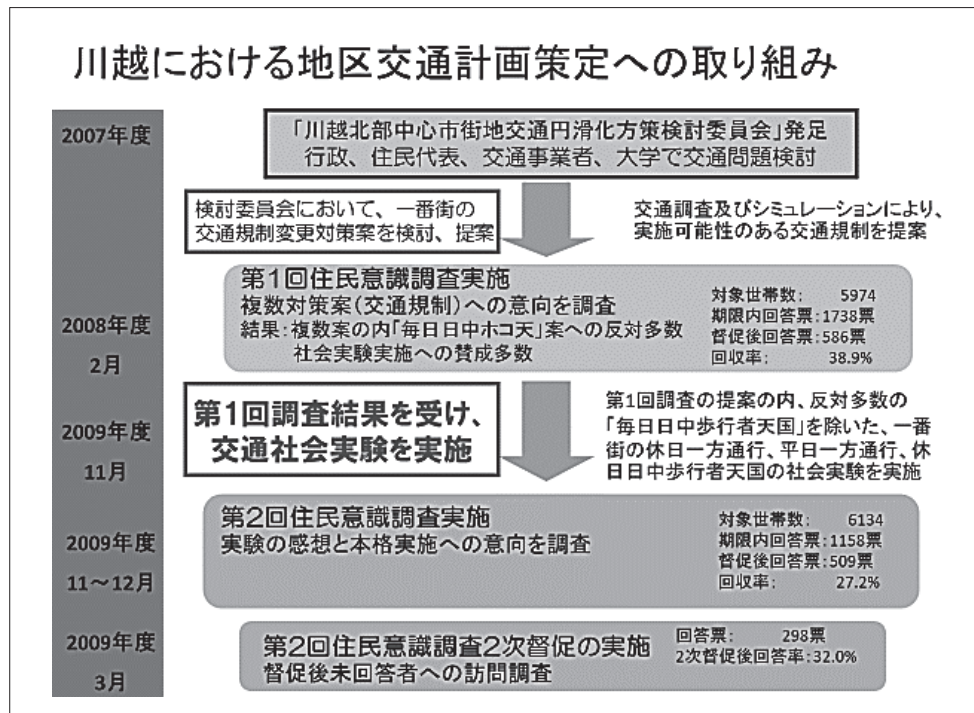 川越における地区交通計画策定への取り組み
2007年度
「川越北部中心市街地交通円滑化方策検討委員会」発足
行政、住民代表、交通事業者、大学で交通問題検討
検討委員会において、一番街の
交通規制変更対策案を検討、提案
交通調査及びシミュレーションにより、
実施可能性のある交通規制を提案
2008年度
2月
第1回住民意識調査実施
複数対策案(交通規制)への意向を調査
結果:複数案の内「毎日日中ホコ天」案への反対多数
社会実験実施への賛成多数
対象世帯数: 5974
期限内回答票:1738票
督促後回答票:586票
回収率: 38.9%
2009年度
11月
第1回調査結果を受け、
交通社会実験を実施
第1回調査の提案の内、反対多数の
「毎日日中歩行者天国」を除いた、一番
街の休日一方通行、平日一方通行、休
日日中歩行者天国の社会実験を実施
2009年度
11～12月
第2回住民意識調査実施
実験の感想と本格実施への意向を調査
対象世帯数: 6134
期限内回答票:1158票
督促後回答票:509票
回収率: 27.2%
2009年度
3月
第2回住民意識調査2次督促の実施
督促後未回答者への訪問調査
回答票: 298票
2次督促後回答率:32.0%